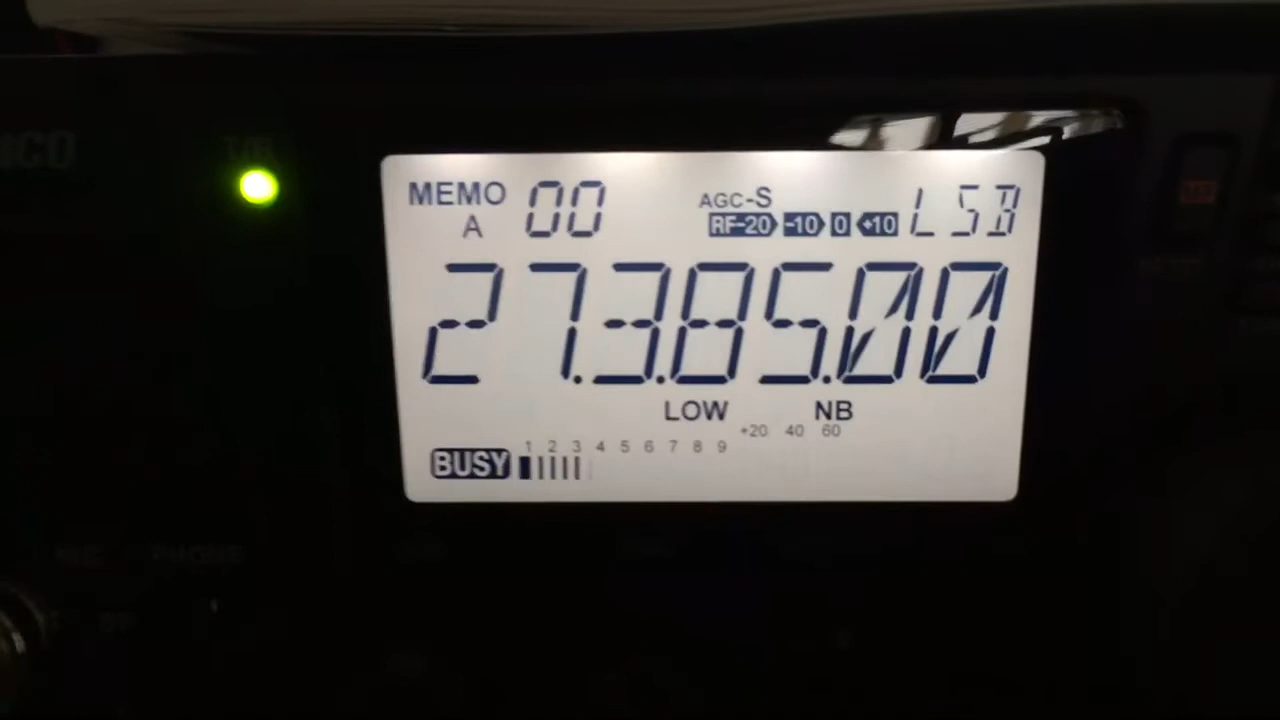 MEMO 00 AGC-S LSB
A RF-20 -10 0 +10
27.385.00
LOW NB
+20 40 60
1 2 3 4 5 6 7 8 9
BUSY
PHONE